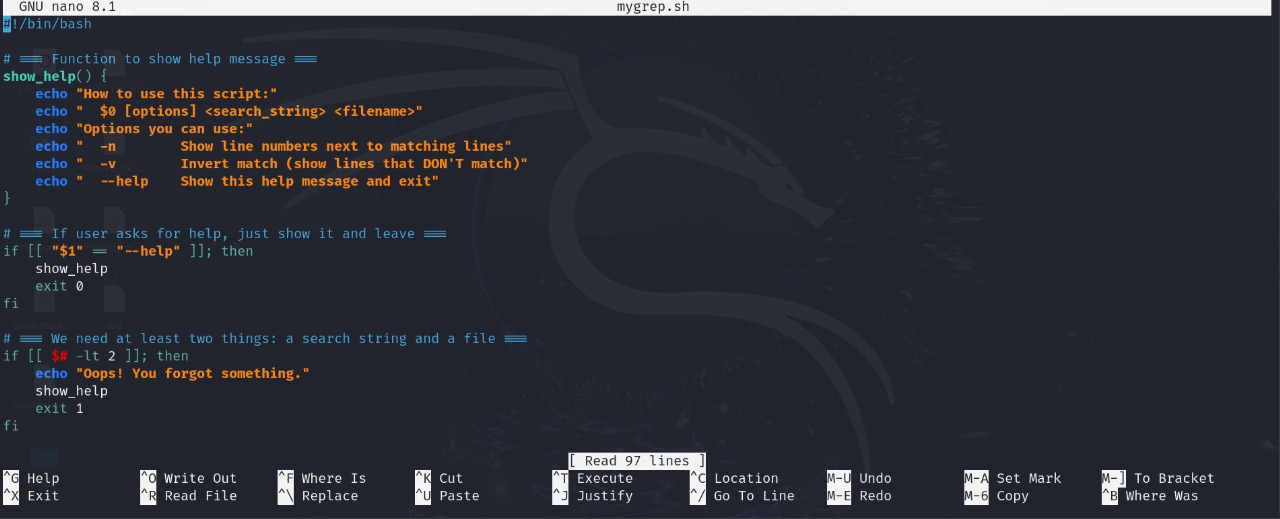 GNU nano 8.1 mygrep.sh
#!/bin/bash
# === Function to show help message ===
show_help() {
    echo "How to use this script:"
    echo "  $0 [options] <search_string> <filename>"
    echo "Options you can use:"
    echo "  -n        Show line numbers next to matching lines"
    echo "  -v        Invert match (show lines that DON'T match)"
    echo "  --help    Show this help message and exit"
}
# === If user asks for help, just show it and leave ===
if [[ "$1" == "--help" ]]; then
    show_help
    exit 0
fi
# === We need at least two things: a search string and a file ===
if [[ $# -lt 2 ]]; then
    echo "Oops! You forgot something."
    show_help
    exit 1
fi
[ Read 97 lines ]
^G Help ^O Write Out ^F Where Is ^K Cut ^T Execute ^C Location M-U Undo M-A Set Mark M-] To Bracket
^X Exit ^R Read File ^\ Replace ^U Paste ^J Justify ^/ Go To Line M-E Redo M-6 Copy ^B Where Was